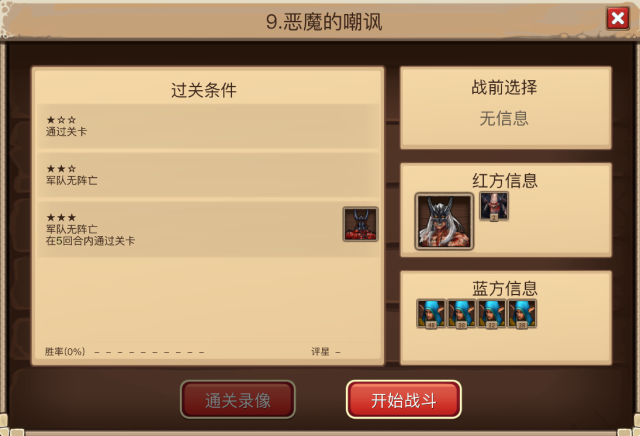 9.恶魔的嘲讽
过关条件
★☆☆
通过关卡
★★☆
军队无阵亡
★★★
军队无阵亡
在5回合内通过关卡
胜率(0%) - - - - - - - - - -
评星 -
战前选择
无信息
红方信息
蓝方信息
通关录像
开始战斗